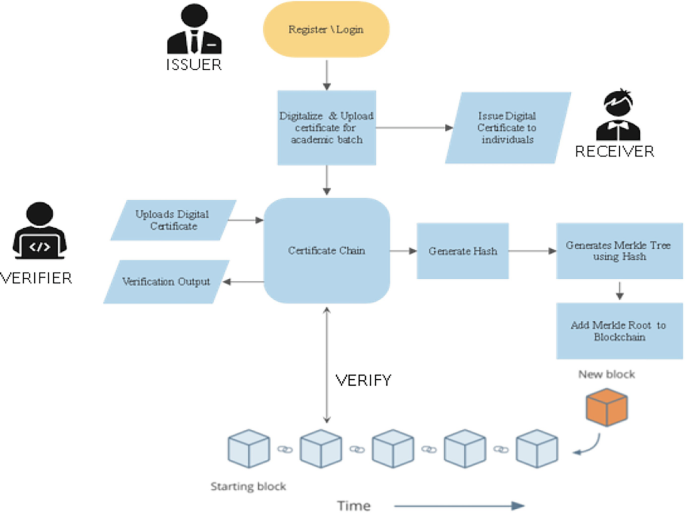 Register \ Login
ISSUER
Digitalize & Upload
certificate for
academic batch
Issue Digital
Certificate to
individuals
RECEIVER
Uploads Digital
Certificate
VERIFIER
Verification Output
Certificate Chain
Generate Hash
Generates Merkle Tree
using Hash
Add Merkle Root to
Blockchain
New block
VERIFY
Starting block
Time